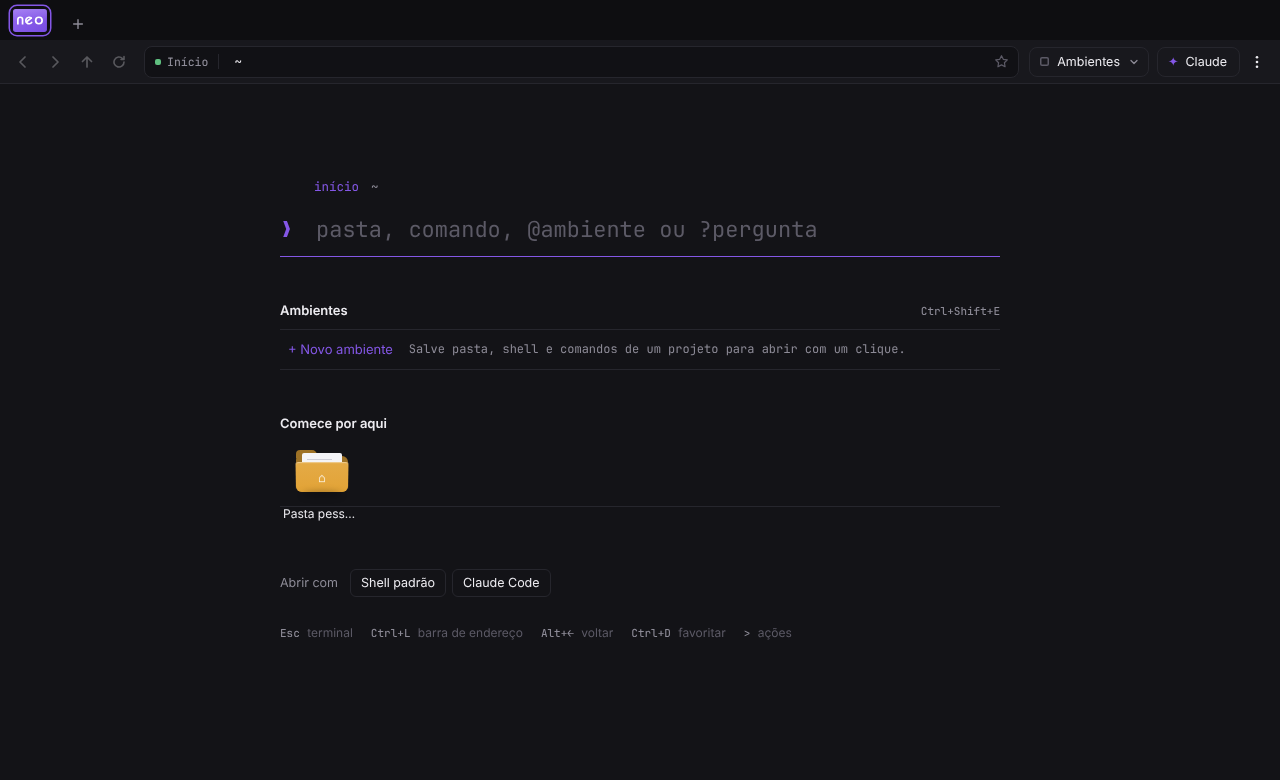 neo
+
Início ~
Ambientes
Claude
início ~
❯ pasta, comando, @ambiente ou ?pergunta
Ambientes Ctrl+Shift+E
+ Novo ambiente Salve pasta, shell e comandos de um projeto para abrir com um clique.
Comece por aqui
Pasta pess...
Abrir com Shell padrão Claude Code
Esc terminal Ctrl+L barra de endereço Alt+← voltar Ctrl+D favoritar > ações